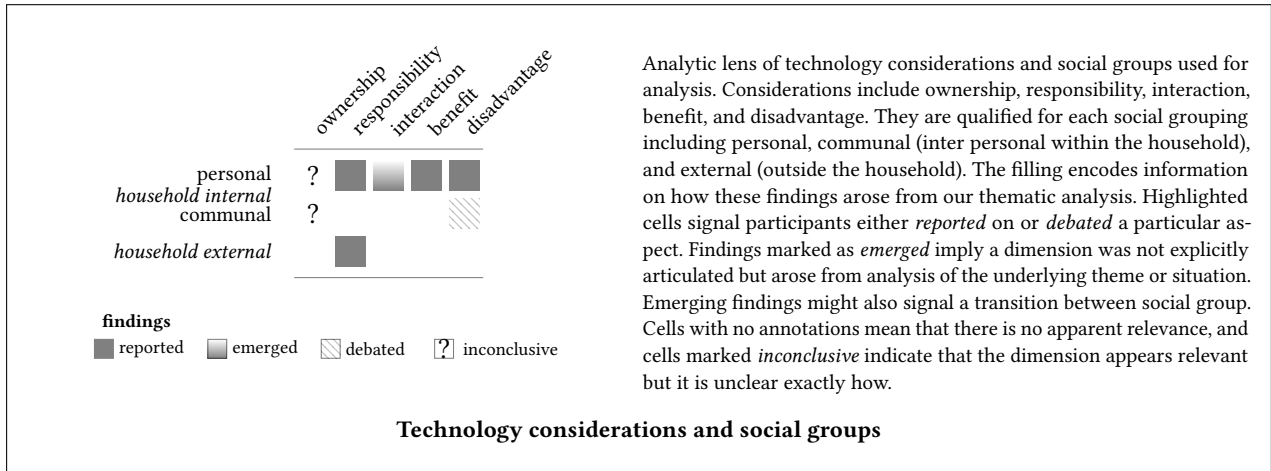 ownership
responsibility
interaction
benefit
disadvantage
personal ?
household internal
communal ?
household external
findings
reported emerged debated ? inconclusive
Analytic lens of technology considerations and social groups used for
analysis. Considerations include ownership, responsibility, interaction,
benefit, and disadvantage. They are qualified for each social grouping
including personal, communal (inter personal within the household),
and external (outside the household). The filling encodes information
on how these findings arose from our thematic analysis. Highlighted
cells signal participants either reported on or debated a particular as-
pect. Findings marked as emerged imply a dimension was not explicitly
articulated but arose from analysis of the underlying theme or situation.
Emerging findings might also signal a transition between social group.
Cells with no annotations mean that there is no apparent relevance, and
cells marked inconclusive indicate that the dimension appears relevant
but it is unclear exactly how.
Technology considerations and social groups